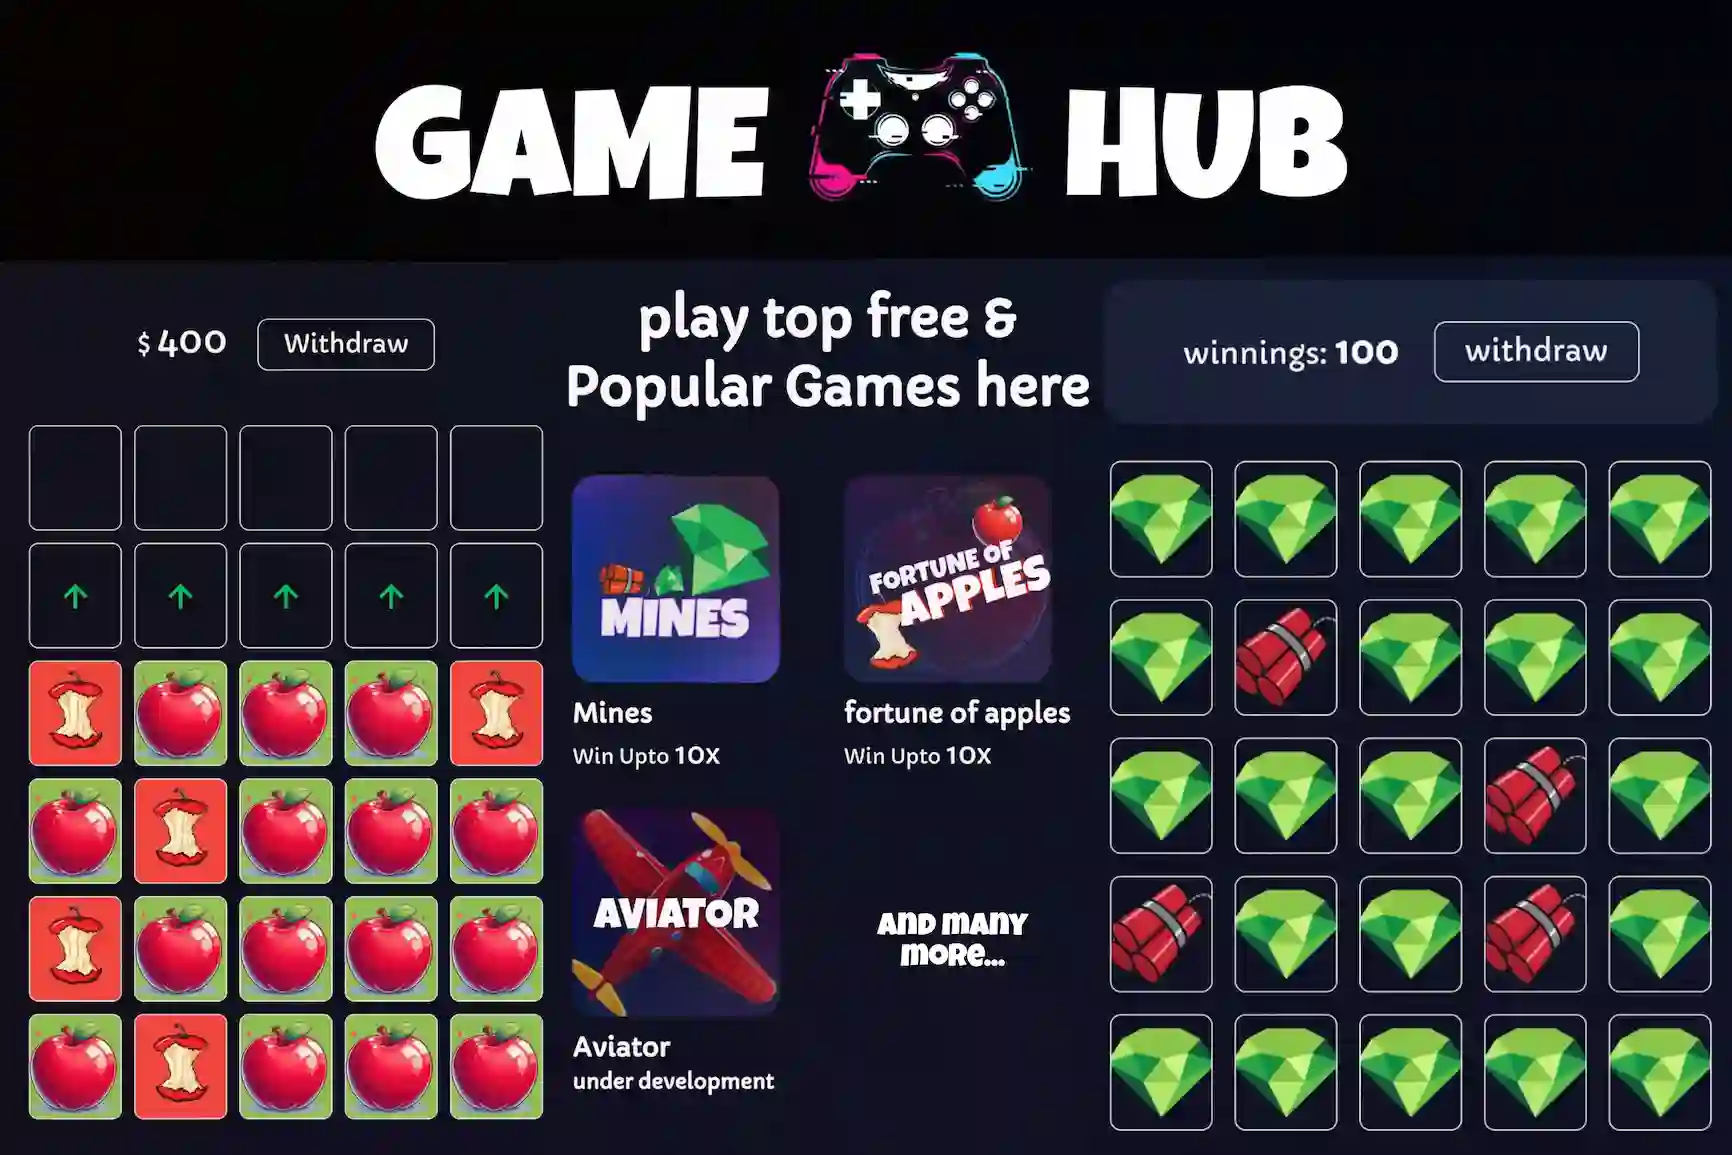 GAME HUB
$ 400
Withdraw
play top free &
Popular Games here
winnings: 100
withdraw
MINES
Mines
Win Upto 10X
FORTUNE OF
APPLES
fortune of apples
Win Upto 10X
AVIATOR
Aviator
under development
AND MANY
MORE...